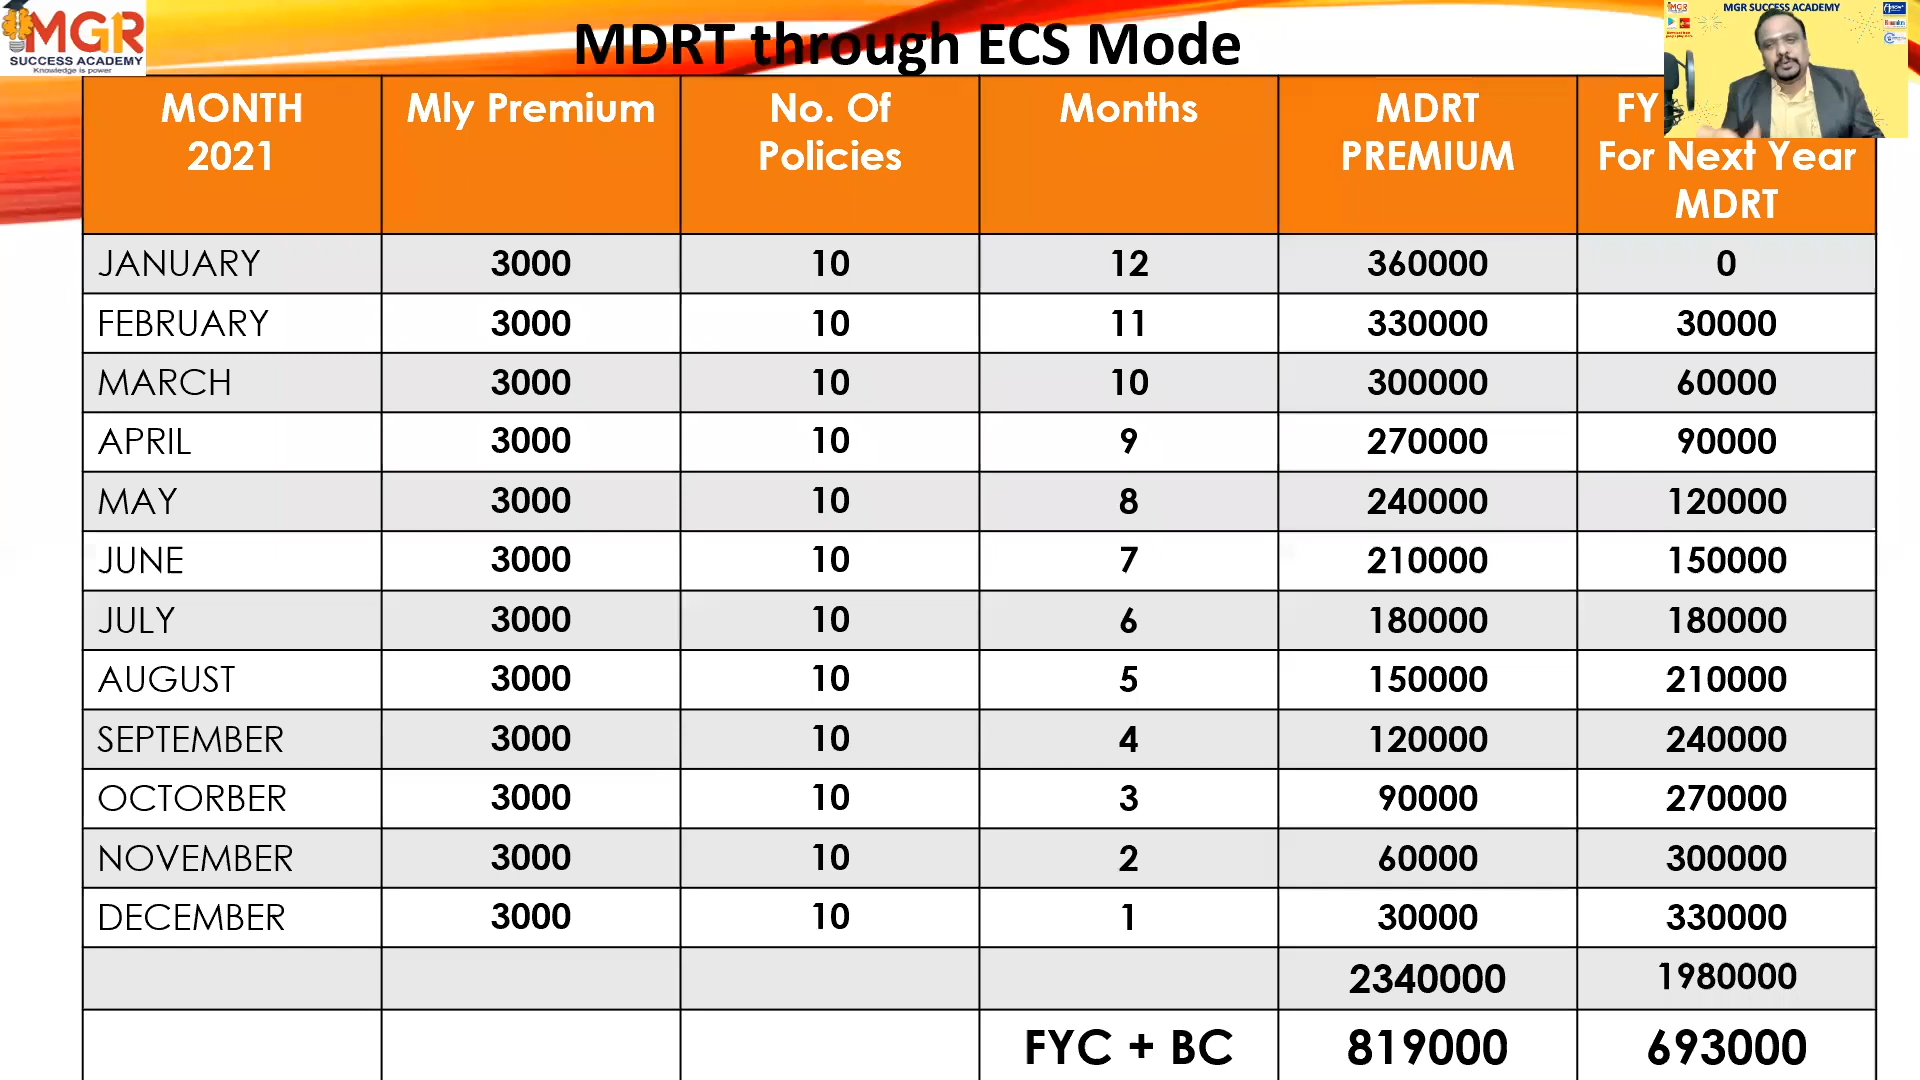 MGR
SUCCESS ACADEMY
Knowledge is power
MDRT through ECS Mode
MGR SUCCESS ACADEMY
MONTH 2021 Mly Premium No. Of Policies Months MDRT PREMIUM FY For Next Year MDRT
JANUARY 3000 10 12 360000 0
FEBRUARY 3000 10 11 330000 30000
MARCH 3000 10 10 300000 60000
APRIL 3000 10 9 270000 90000
MAY 3000 10 8 240000 120000
JUNE 3000 10 7 210000 150000
JULY 3000 10 6 180000 180000
AUGUST 3000 10 5 150000 210000
SEPTEMBER 3000 10 4 120000 240000
OCTORBER 3000 10 3 90000 270000
NOVEMBER 3000 10 2 60000 300000
DECEMBER 3000 10 1 30000 330000
2340000 1980000
FYC + BC 819000 693000